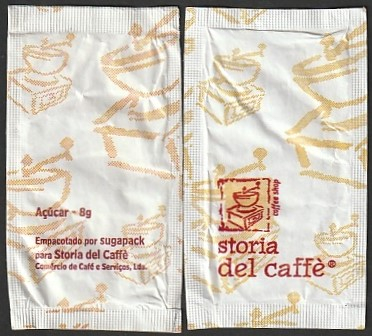 Açúcar - 8g
Empacotado por sugapack
para Storia del Caffè
Comércio de Café e Serviços, Lda.
coffee shop
storia
del caffè®